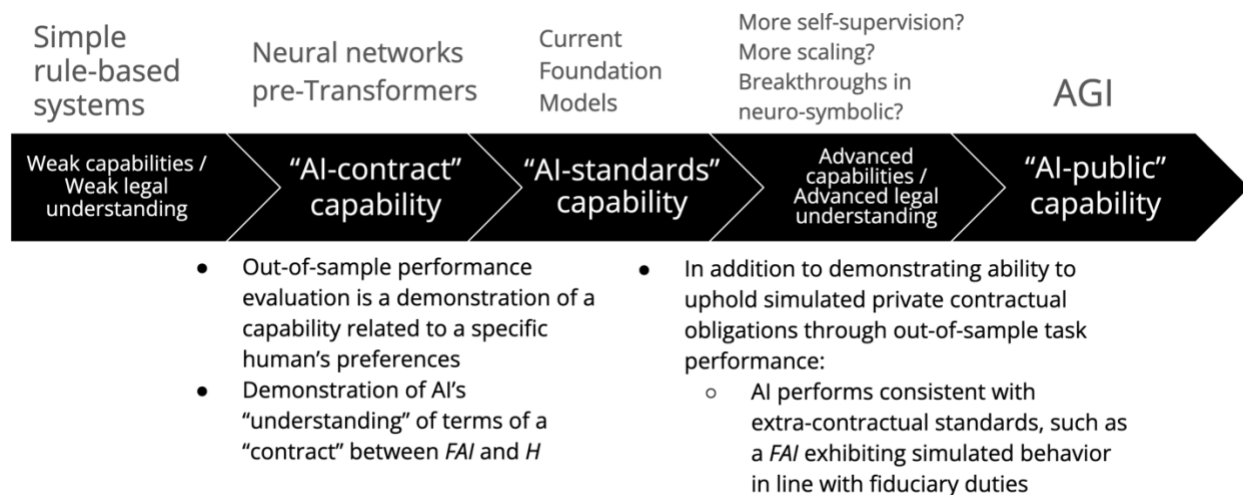 Simple
rule-based
systems
Neural networks
pre-Transformers
Current
Foundation
Models
More self-supervision?
More scaling?
Breakthroughs in
neuro-symbolic?
AGI
Weak capabilities /
Weak legal
understanding
“AI-contract”
capability
“AI-standards”
capability
Advanced
capabilities /
Advanced legal
understanding
“AI-public”
capability
● Out-of-sample performance
evaluation is a demonstration of a
capability related to a specific
human’s preferences
● Demonstration of AI’s
“understanding” of terms of a
“contract” between FAI and H
● In addition to demonstrating ability to
uphold simulated private contractual
obligations through out-of-sample task
performance:
○ AI performs consistent with
extra-contractual standards, such as
a FAI exhibiting simulated behavior
in line with fiduciary duties